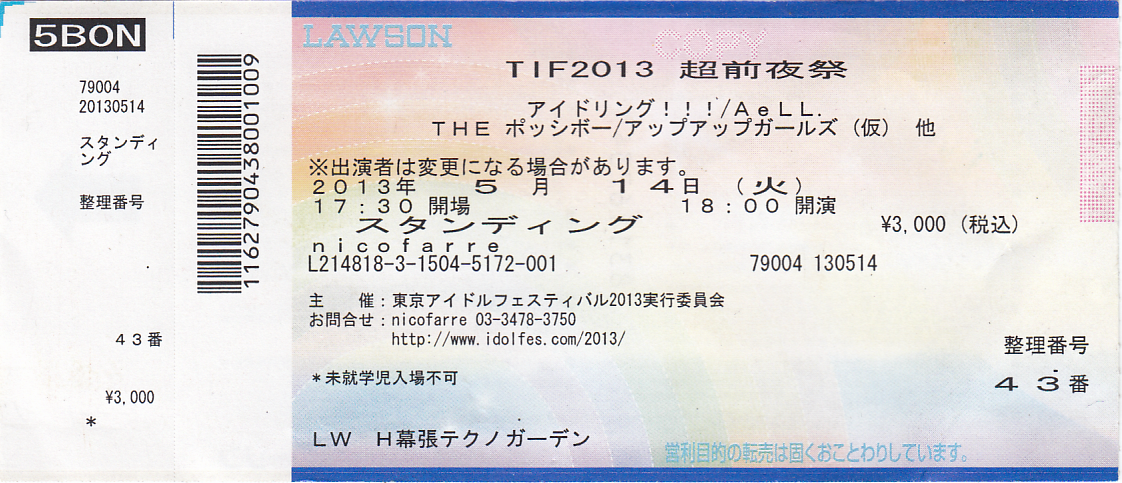 5BON
79004
20130514
スタンディ
ング
整理番号
43番
¥3,000
*
11627904380001009
LAWSON
COPY
TIF2013 超前夜祭
アイドリング!!!/AeLL.
THE ポッシボー/アップアップガールズ(仮) 他
※出演者は変更になる場合があります。
2013年 5月 14日 (火)
17:30 開場 18:00 開演
スタンディング ¥3,000 (税込)
nicofarre
L214818-3-1504-5172-001 79004 130514
主 催:東京アイドルフェスティバル2013実行委員会
お問合せ:nicofarre 03-3478-3750
http://www.idolfes.com/2013/
整理番号
43番
*未就学児入場不可
LW H幕張テクノガーデン
営利目的の転売は固くおことわりしています。